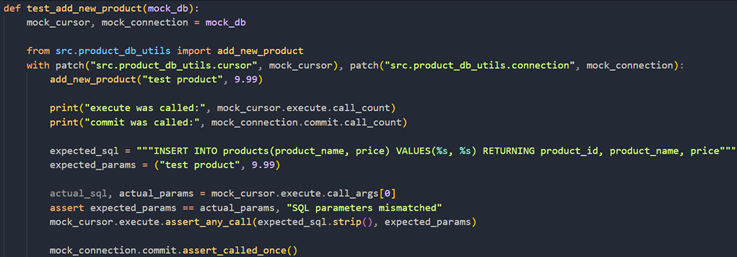 def test_add_new_product(mock_db):
    mock_cursor, mock_connection = mock_db
    from src.product_db_utils import add_new_product
    with patch("src.product_db_utils.cursor", mock_cursor), patch("src.product_db_utils.connection", mock_connection):
        add_new_product("test product", 9.99)
        print("execute was called:", mock_cursor.execute.call_count)
        print("commit was called:", mock_connection.commit.call_count)
        expected_sql = """INSERT INTO products(product_name, price) VALUES(%s, %s) RETURNING product_id, product_name, price"""
        expected_params = ("test product", 9.99)
        actual_sql, actual_params = mock_cursor.execute.call_args[0]
        assert expected_params == actual_params, "SQL parameters mismatched"
        mock_cursor.execute.assert_any_call(expected_sql.strip(), expected_params)
        mock_connection.commit.assert_called_once()